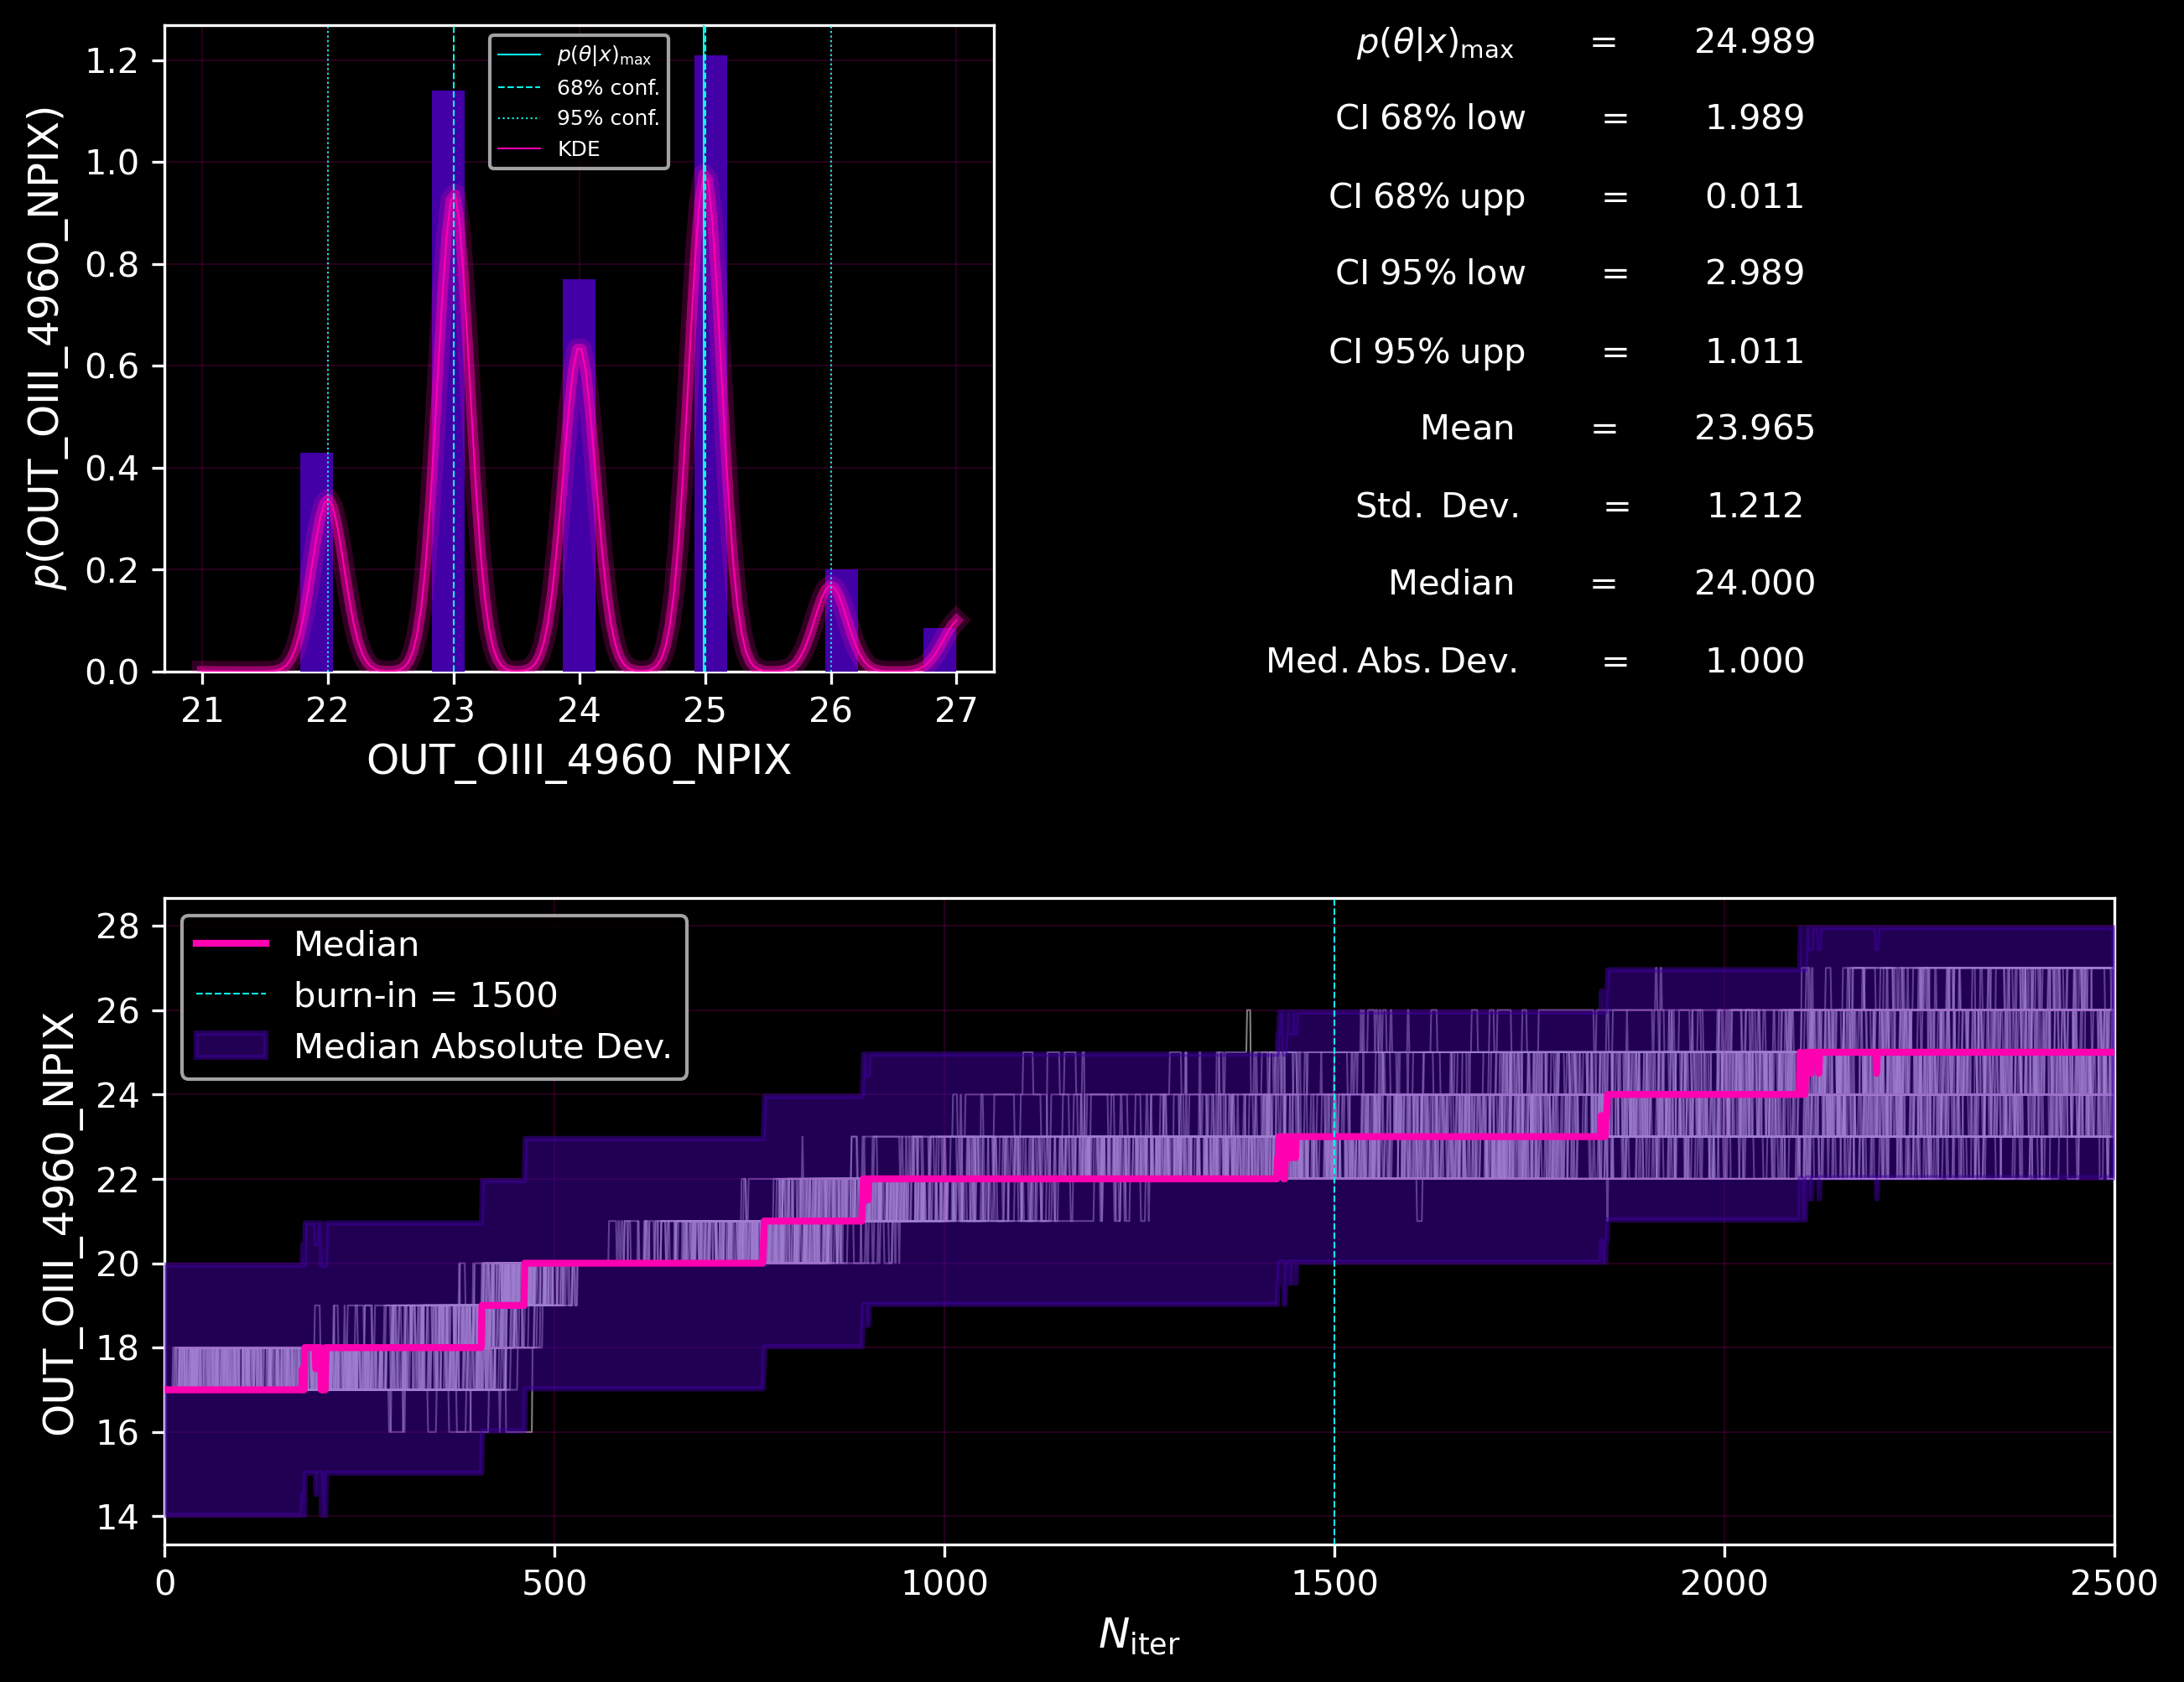 p(OUT_OIII_4960_NPIX)
1.2
1.0
0.8
0.6
0.4
0.2
0.0
p(θ|x)max
68% conf.
95% conf.
KDE
21 22 23 24 25 26 27
OUT_OIII_4960_NPIX
p(θ|x)max = 24.989
CI 68% low = 1.989
CI 68% upp = 0.011
CI 95% low = 2.989
CI 95% upp = 1.011
Mean = 23.965
Std. Dev. = 1.212
Median = 24.000
Med. Abs. Dev. = 1.000
OUT_OIII_4960_NPIX
28
26
24
22
20
18
16
14
Median
burn-in = 1500
Median Absolute Dev.
0 500 1000 1500 2000 2500
Niter